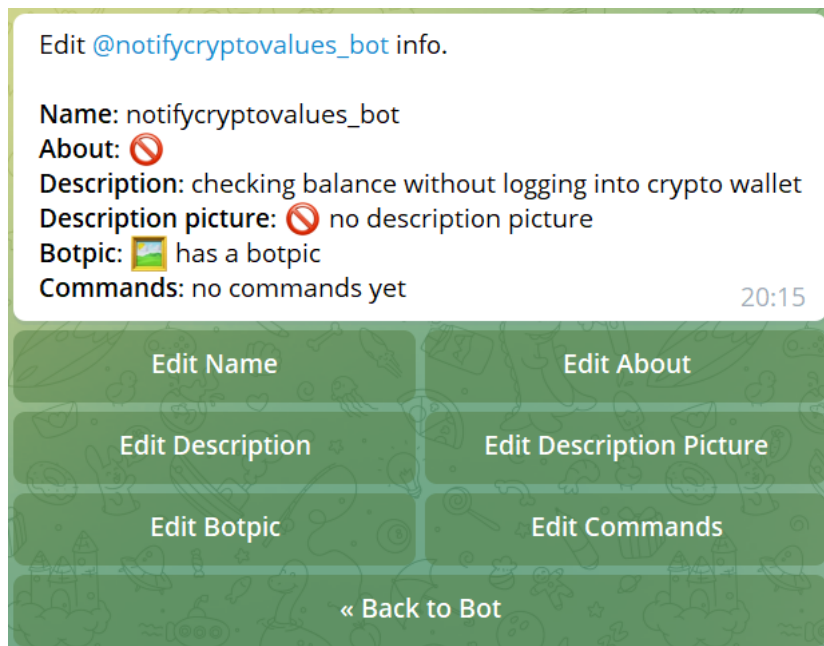 Edit @notifycryptovalues_bot info.
Name: notifycryptovalues_bot
About: 🚫
Description: checking balance without logging into crypto wallet
Description picture: 🚫 no description picture
Botpic: 🖼 has a botpic
Commands: no commands yet
20:15
Edit Name
Edit About
Edit Description
Edit Description Picture
Edit Botpic
Edit Commands
« Back to Bot